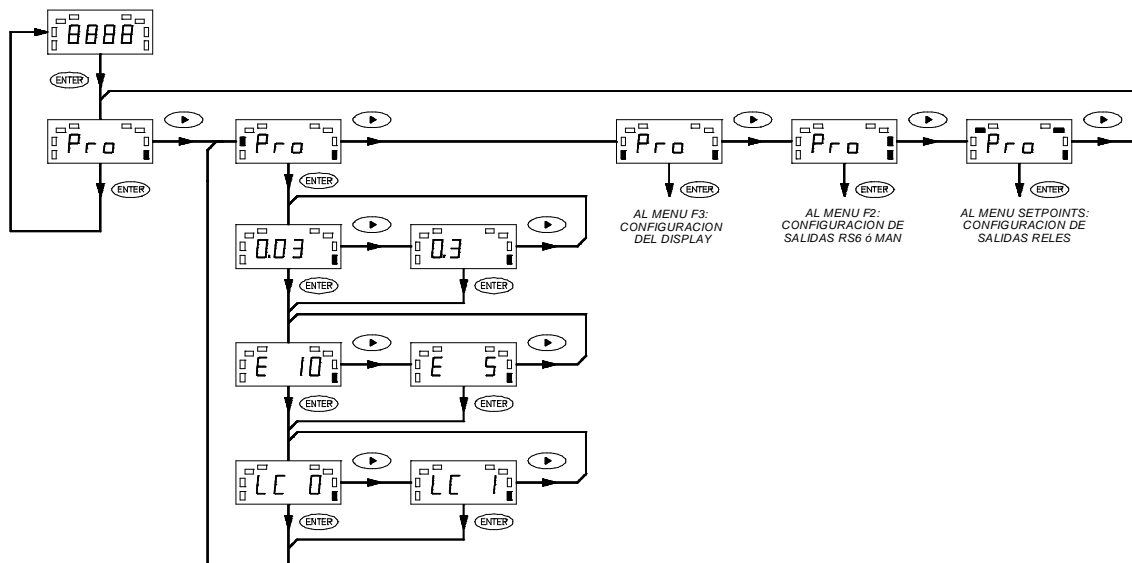 8888
ENTER
Pro
Pro
Pro
Pro
Pro
ENTER
ENTER
ENTER
ENTER
ENTER
AL MENU F3:
CONFIGURACION
DEL DISPLAY
AL MENU F2:
CONFIGURACION DE
SALIDAS RS6 ó MAN
AL MENU SETPOINTS:
CONFIGURACION DE
SALIDAS RELES
0.03
0.3
ENTER
ENTER
E 10
E 5
ENTER
ENTER
LC 0
LC 1
ENTER
ENTER